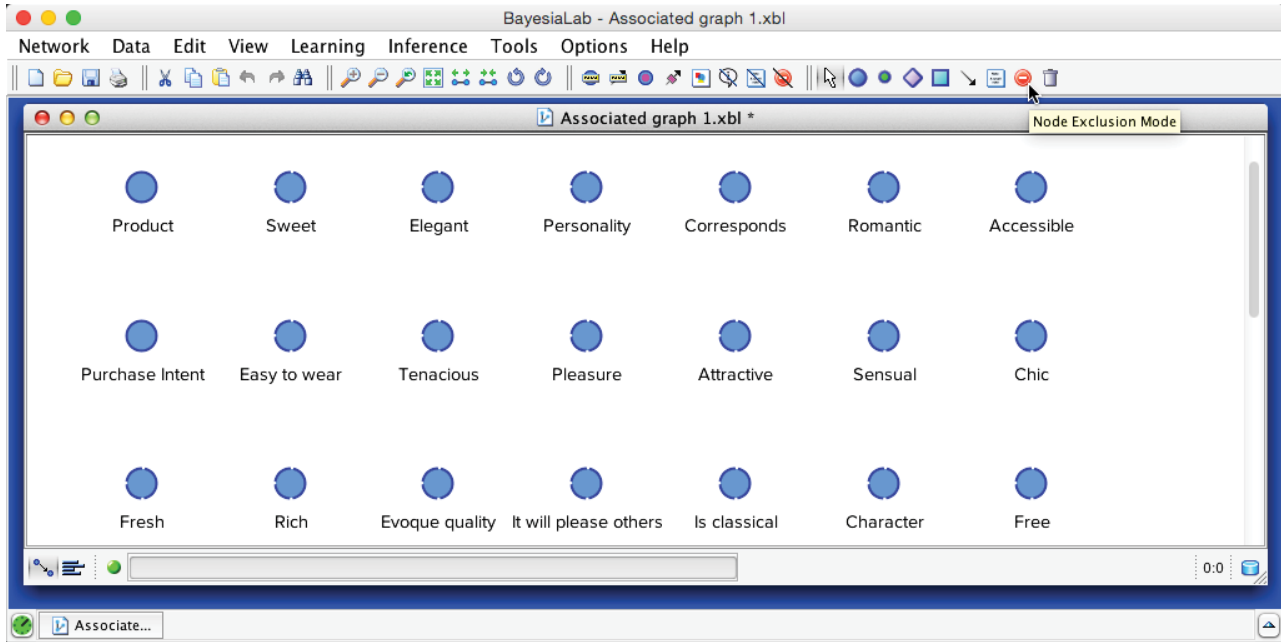 BayesiaLab - Associated graph 1.xbl
Network Data Edit View Learning Inference Tools Options Help
Associated graph 1.xbl *
Node Exclusion Mode
Product Sweet Elegant Personality Corresponds Romantic Accessible
Purchase Intent Easy to wear Tenacious Pleasure Attractive Sensual Chic
Fresh Rich Evoque quality It will please others Is classical Character Free
0:0
Associate...